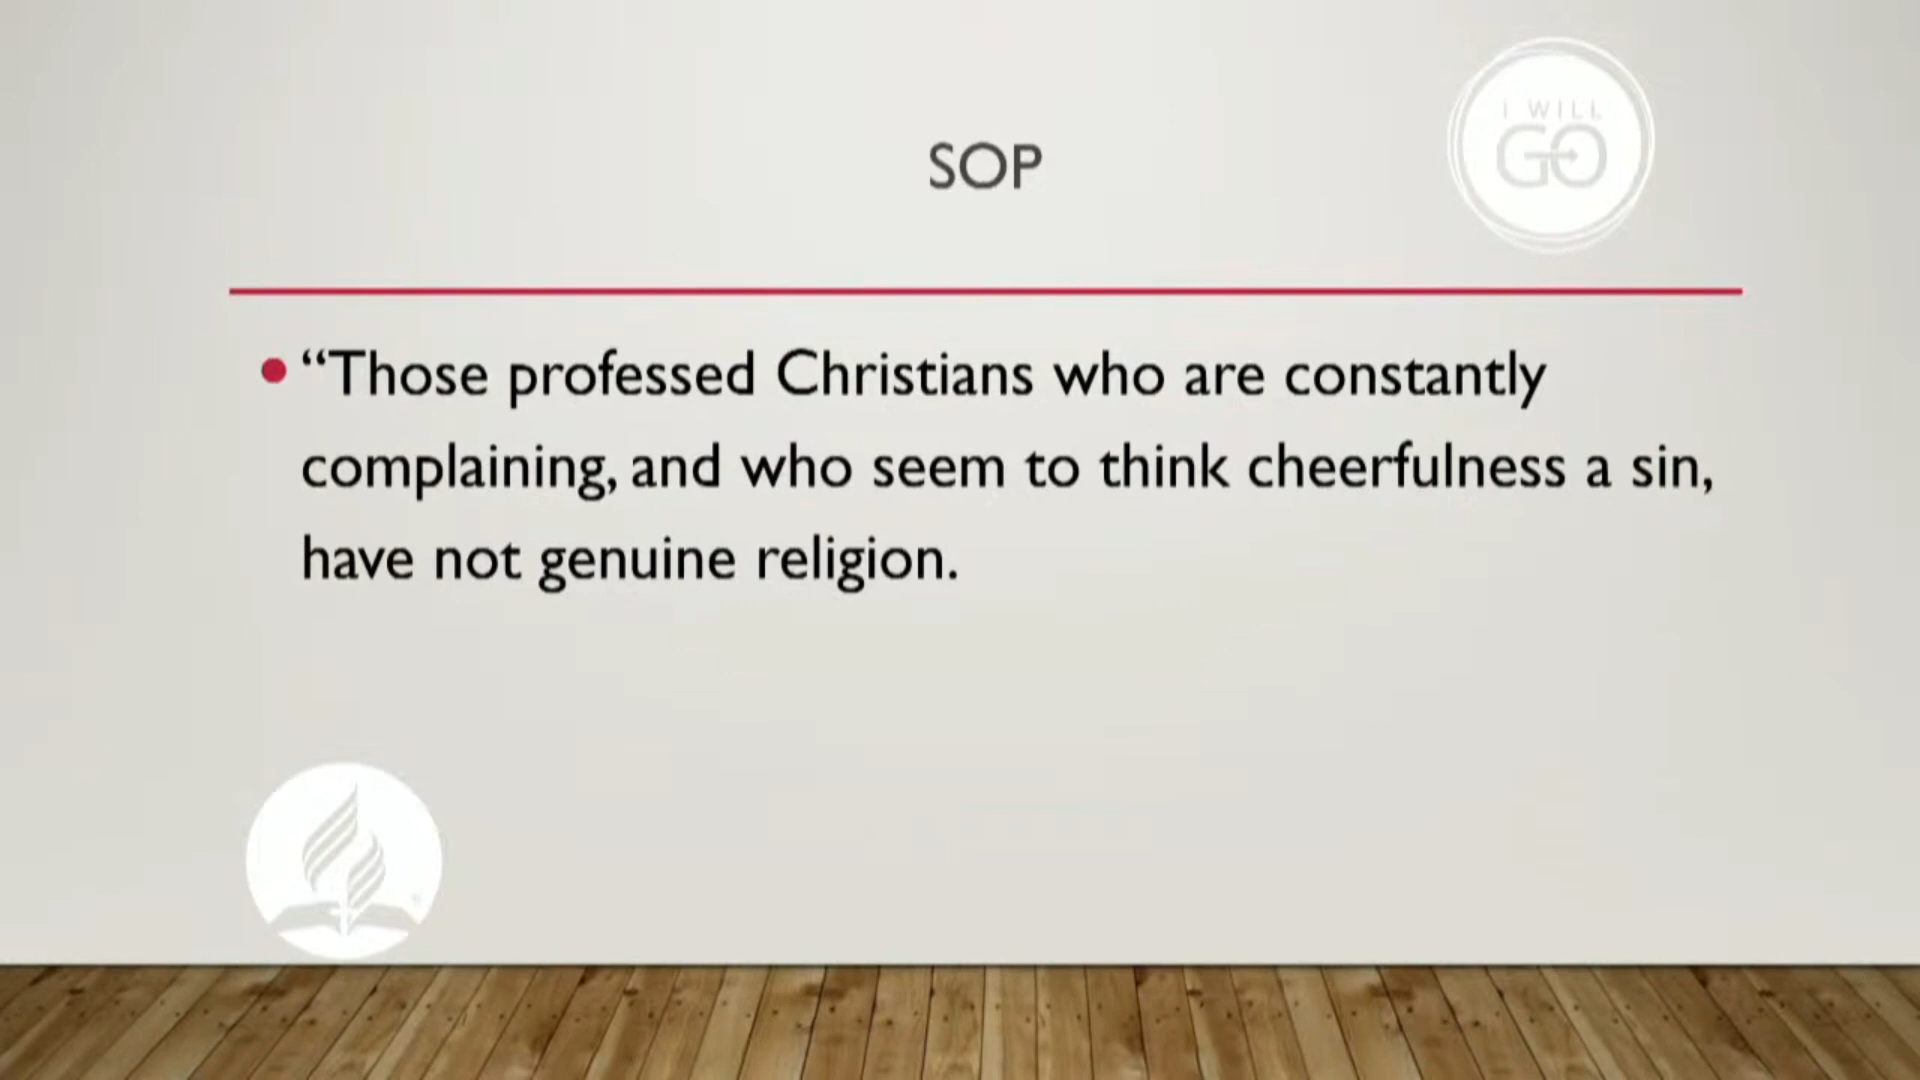 I WILL
GO
SOP
“Those professed Christians who are constantly
complaining, and who seem to think cheerfulness a sin,
have not genuine religion.